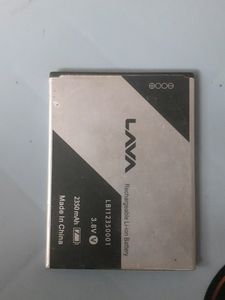 LAVA
Rechargeable Li-ion Battery
LBI12350001
3.8V
2350mAh
Made In China